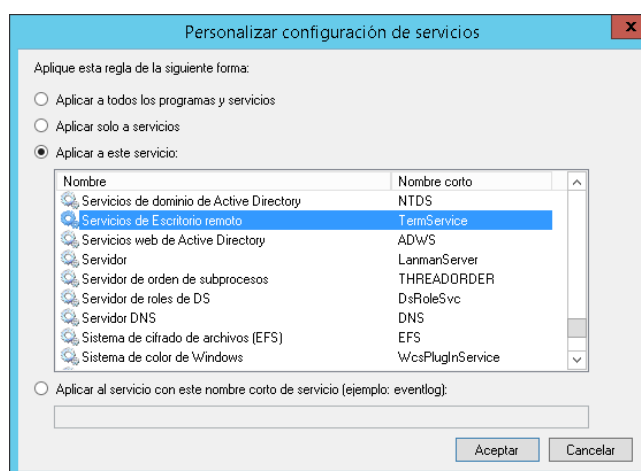 Personalizar configuración de servicios
x
Aplique esta regla de la siguiente forma:
Aplicar a todos los programas y servicios
Aplicar solo a servicios
Aplicar a este servicio:
Nombre Nombre corto
Servicios de dominio de Active Directory NTDS
Servicios de Escritorio remoto TermService
Servicios web de Active Directory ADWS
Servidor LanmanServer
Servidor de orden de subprocesos THREADORDER
Servidor de roles de DS DsRoleSvc
Servidor DNS DNS
Sistema de cifrado de archivos (EFS) EFS
Sistema de color de Windows WcsPlugInService
Aplicar al servicio con este nombre corto de servicio (ejemplo: eventlog):
Aceptar Cancelar